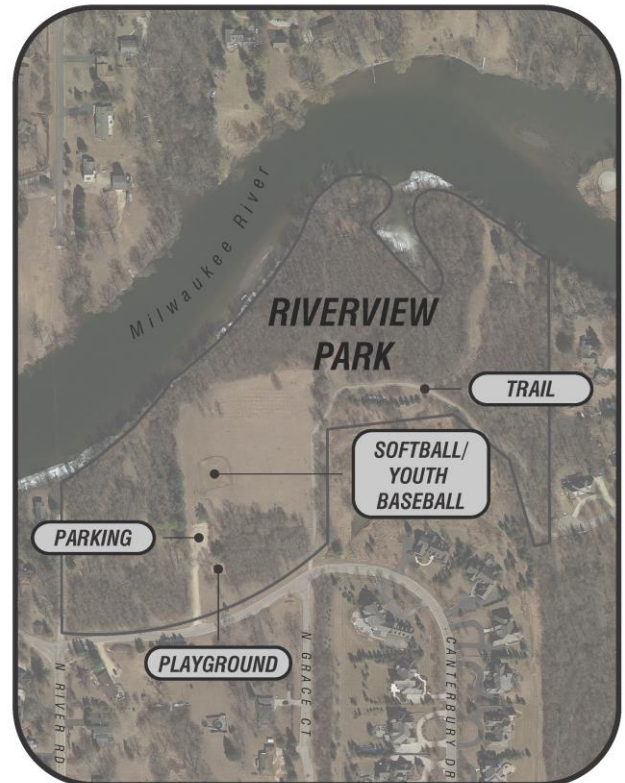 Milwaukee River
RIVERVIEW
PARK
TRAIL
SOFTBALL/
YOUTH
BASEBALL
PARKING
PLAYGROUND
N RIVER RD
N GRACE CT
CANTERBURY DR